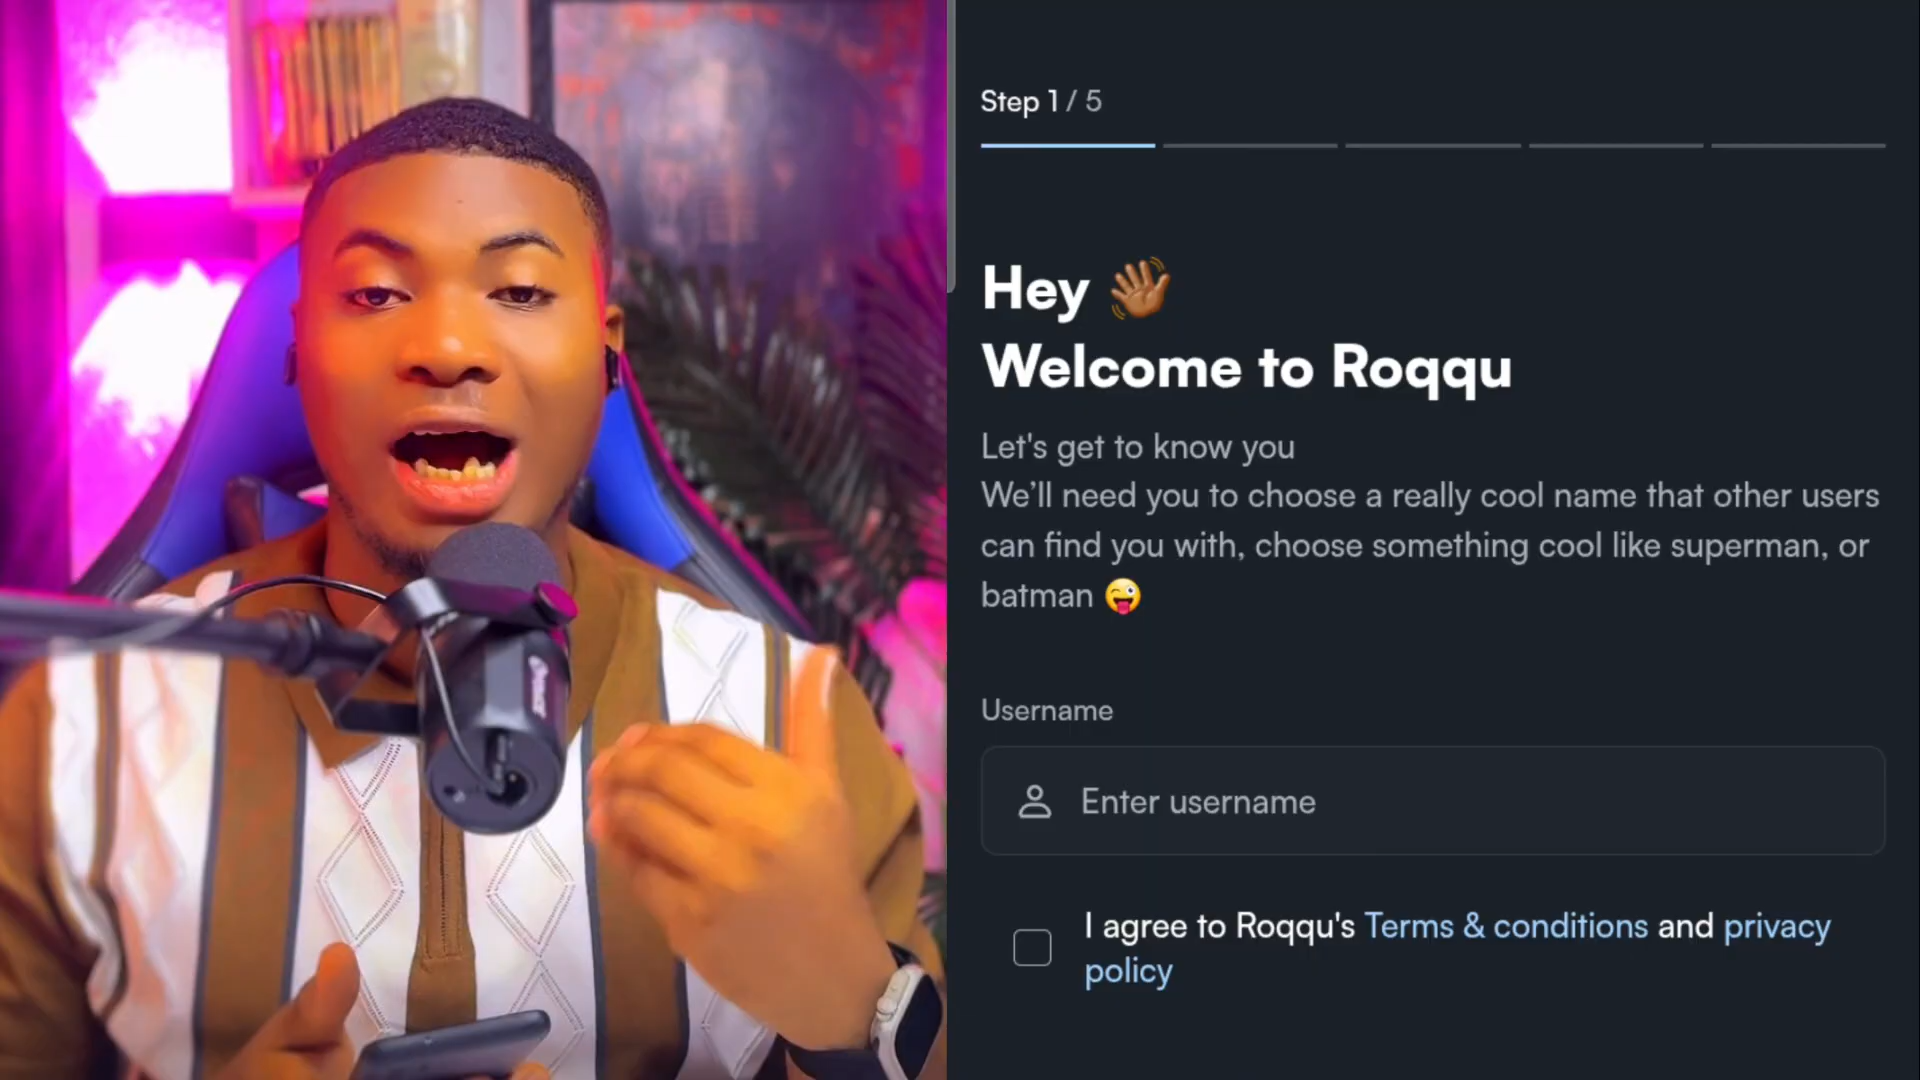 Step 1 / 5
Hey 👋🏾
Welcome to Roqqu
Let's get to know you
We’ll need you to choose a really cool name that other users
can find you with, choose something cool like superman, or
batman 😜
Username
Enter username
I agree to Roqqu's Terms & conditions and privacy
policy